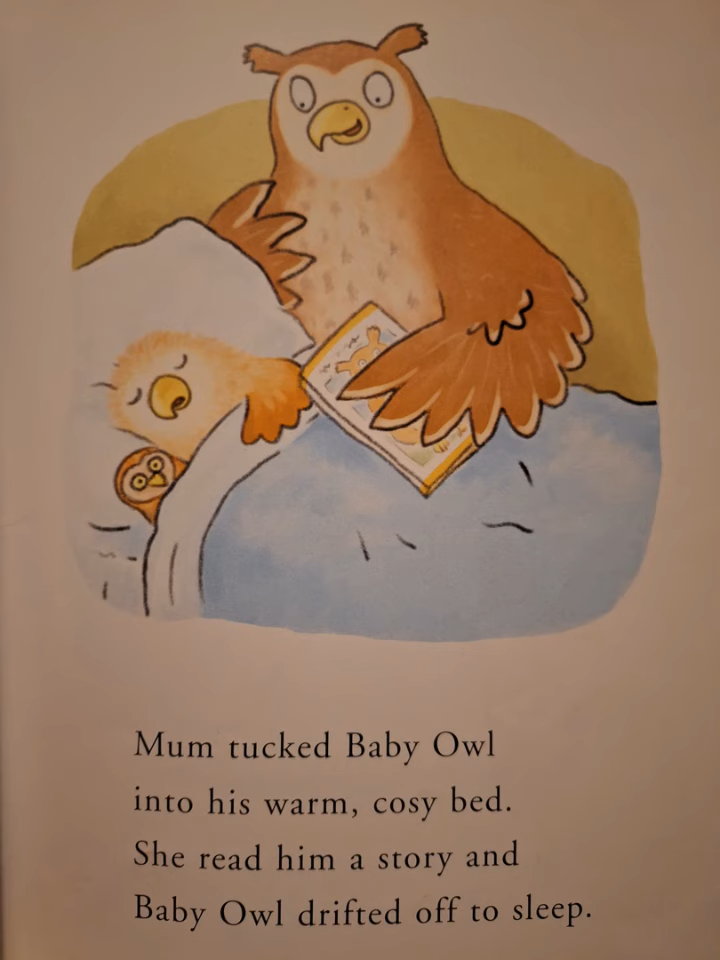 Mum tucked Baby Owl
into his warm, cosy bed.
She read him a story and
Baby Owl drifted off to sleep.